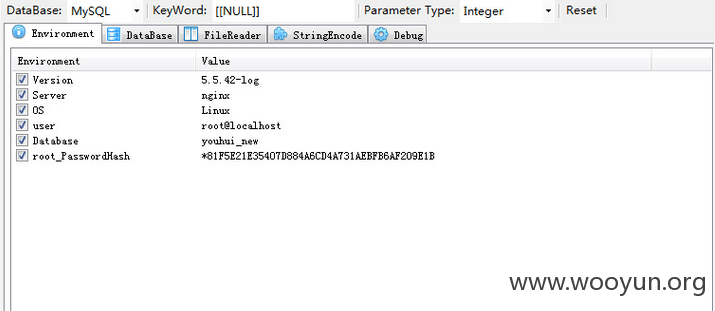 DataBase: MySQL KeyWord: [[NULL]] Parameter Type: Integer Reset
Environment DataBase FileReader StringEncode Debug
Environment Value
Version 5.5.42-log
Server nginx
OS Linux
user root@localhost
Database youhui_new
root_PasswordHash *81F5E21E35407D884A6CD4A731AEBFB6AF209E1B
www.wooyun.org